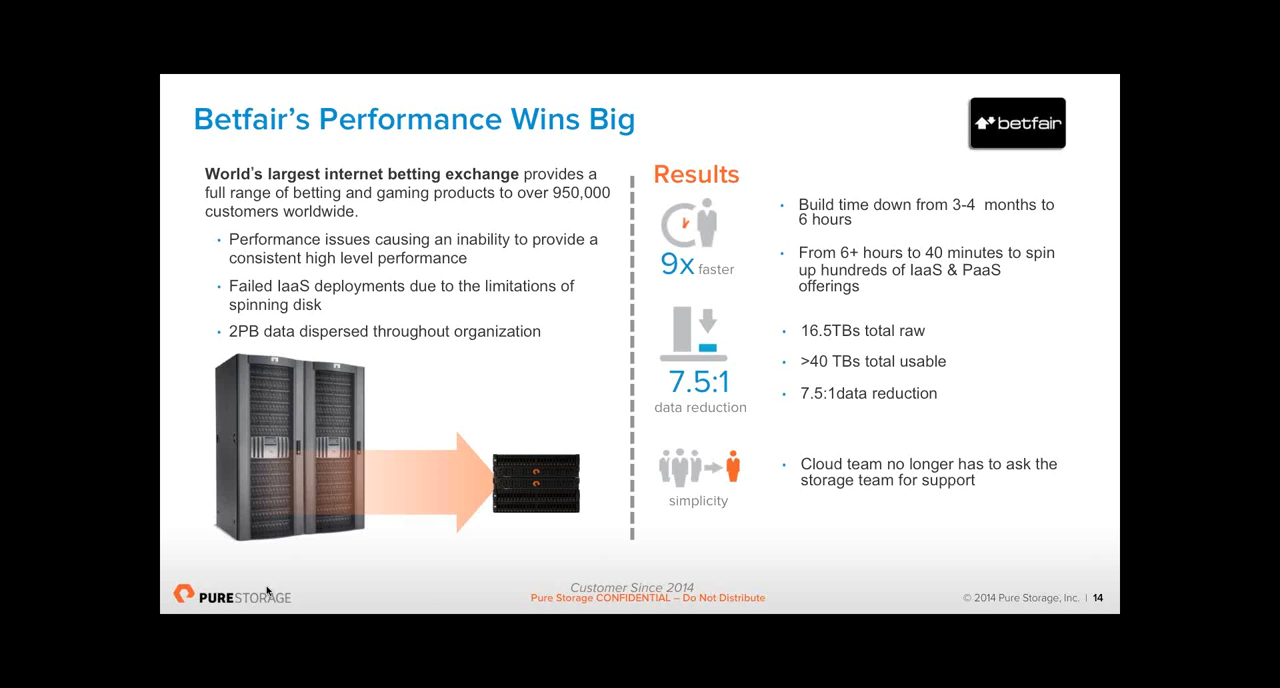 Betfair's Performance Wins Big
betfair
World's largest internet betting exchange provides a
full range of betting and gaming products to over 950,000
customers worldwide.
• Performance issues causing an inability to provide a
consistent high level performance
• Failed IaaS deployments due to the limitations of
spinning disk
• 2PB data dispersed throughout organization
Results
9x faster
• Build time down from 3-4 months to
6 hours
• From 6+ hours to 40 minutes to spin
up hundreds of IaaS & PaaS
offerings
7.5:1
data reduction
• 16.5TBs total raw
• >40 TBs total usable
• 7.5:1data reduction
simplicity
• Cloud team no longer has to ask the
storage team for support
PURESTORAGE
Customer Since 2014
Pure Storage CONFIDENTIAL – Do Not Distribute
© 2014 Pure Storage, Inc. | 14